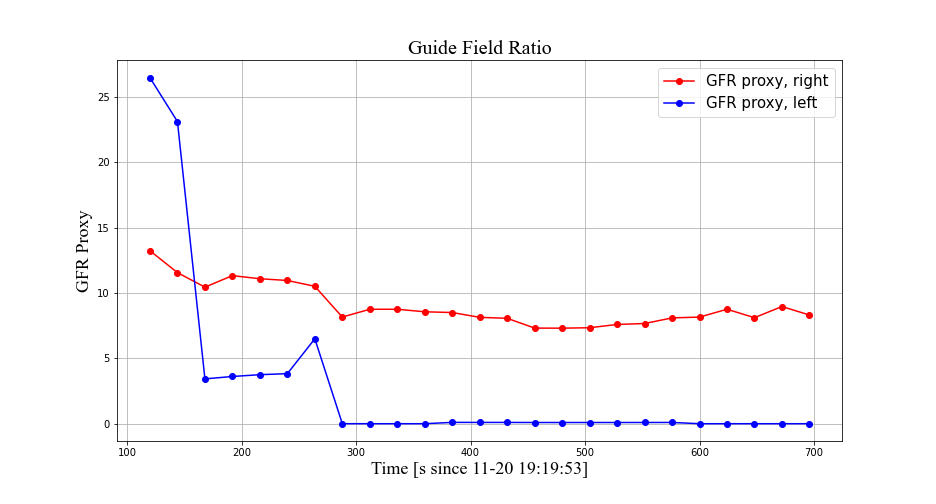 Guide Field Ratio
GFR proxy, right
GFR proxy, left
GFR Proxy
25
20
15
10
5
0
100 200 300 400 500 600 700
Time [s since 11-20 19:19:53]